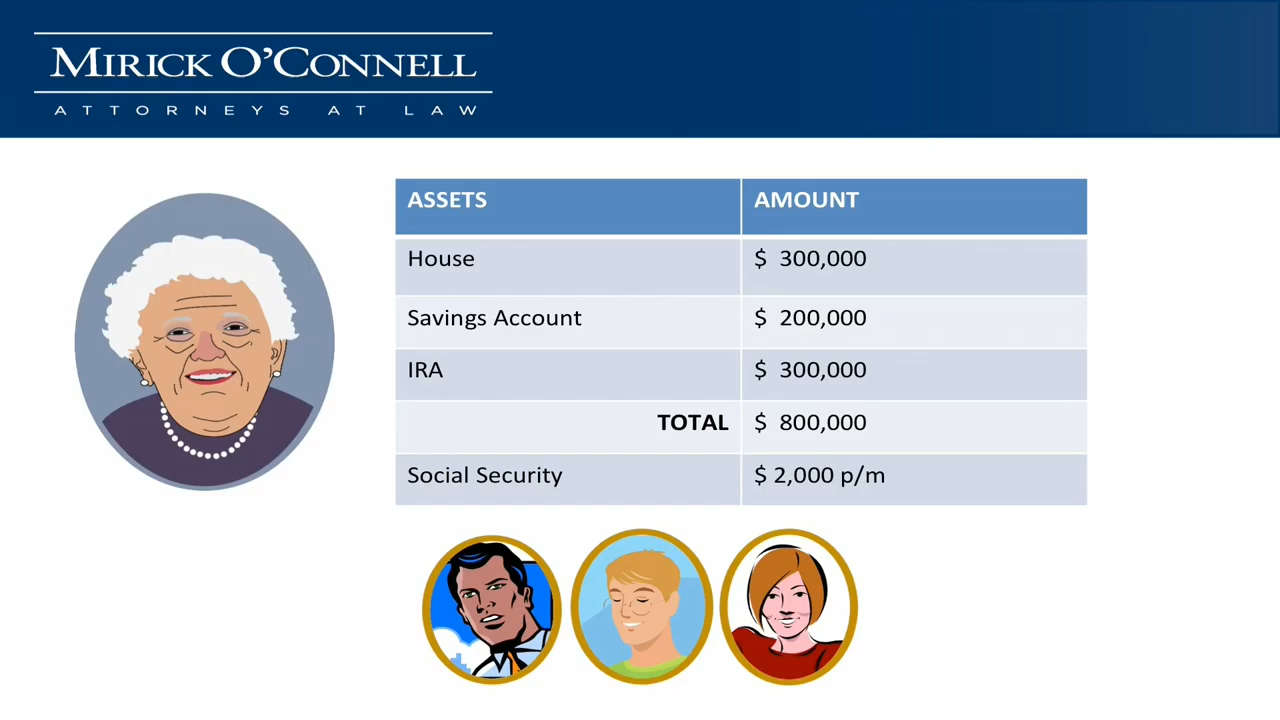 MIRICK O'CONNELL
ATTORNEYS AT LAW
ASSETS AMOUNT
House $ 300,000
Savings Account $ 200,000
IRA $ 300,000
TOTAL $ 800,000
Social Security $ 2,000 p/m